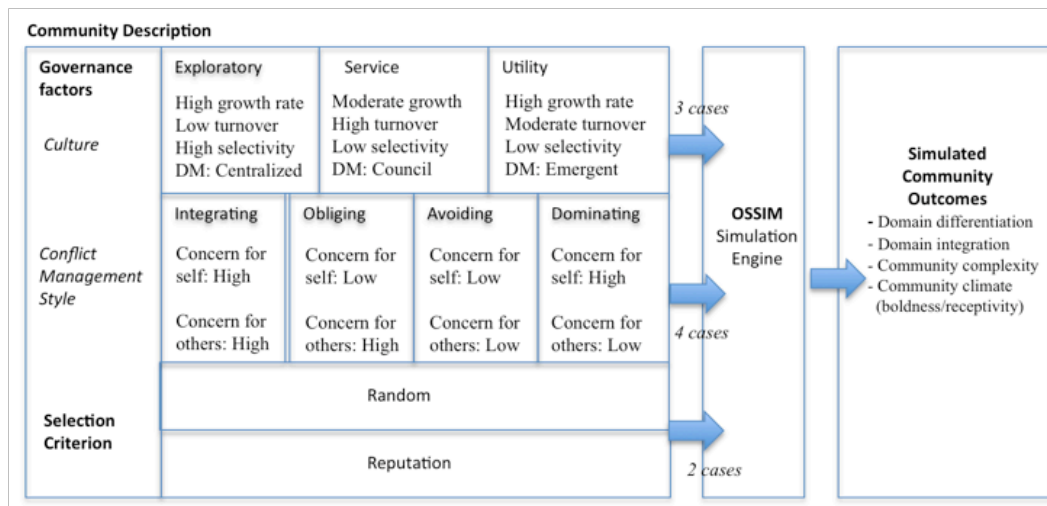 Community Description
Governance
factors
Culture
Exploratory
High growth rate
Low turnover
High selectivity
DM: Centralized
Service
Moderate growth
High turnover
Low selectivity
DM: Council
Utility
High growth rate
Moderate turnover
Low selectivity
DM: Emergent
3 cases
Conflict
Management
Style
Integrating
Concern for
self: High
Concern for
others: High
Obliging
Concern for
self: Low
Concern for
others: High
Avoiding
Concern for
self: Low
Concern for
others: Low
Dominating
Concern for
self: High
Concern for
others: Low
4 cases
Selection
Criterion
Random
Reputation
2 cases
OSSIM
Simulation
Engine
Simulated
Community
Outcomes
- Domain differentiation
- Domain integration
- Community complexity
- Community climate
(boldness/receptivity)